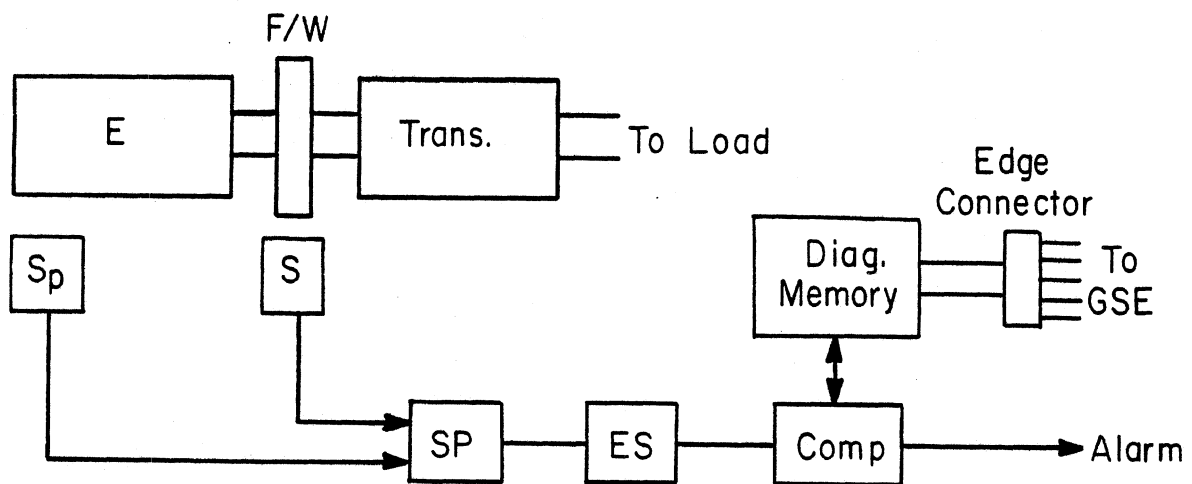 F/W
E
Trans.
To Load
Edge
Connector
Sp
S
Diag.
Memory
To
GSE
SP
ES
Comp
Alarm